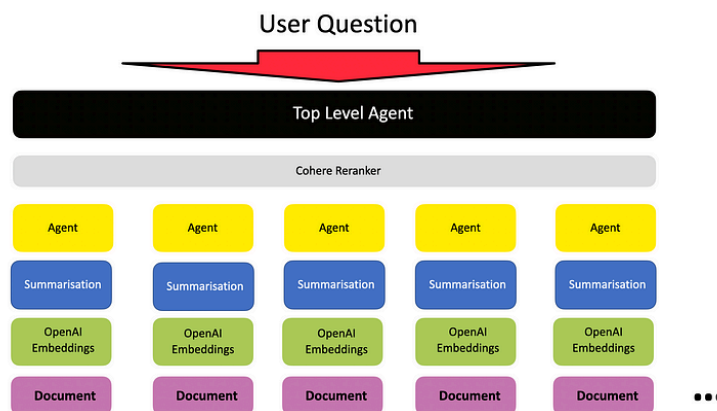 User Question
Top Level Agent
Cohere Reranker
Agent Agent Agent Agent Agent
Summarisation Summarisation Summarisation Summarisation Summarisation
OpenAI OpenAI OpenAI OpenAI OpenAI
Embeddings Embeddings Embeddings Embeddings Embeddings
Document Document Document Document Document ...